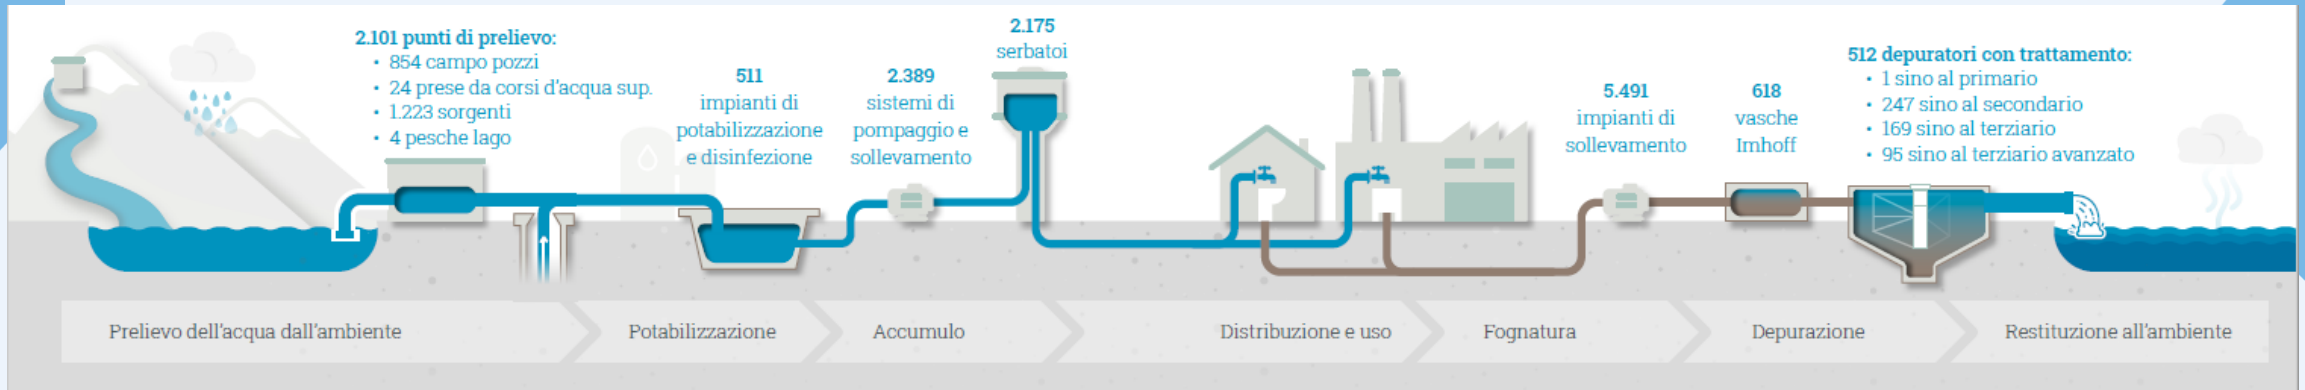 2.101 punti di prelievo:
• 854 campo pozzi
• 24 prese da corsi d'acqua sup.
• 1.223 sorgenti
• 4 pesche lago
511
impianti di
potabilizzazione
e disinfezione
2.389
sistemi di
pompaggio e
sollevamento
2.175
serbatoi
5.491
impianti di
sollevamento
618
vasche
Imhoff
512 depuratori con trattamento:
• 1 sino al primario
• 247 sino al secondario
• 169 sino al terziario
• 95 sino al terziario avanzato
Prelievo dell'acqua dall'ambiente
Potabilizzazione
Accumulo
Distribuzione e uso
Fognatura
Depurazione
Restituzione all'ambiente